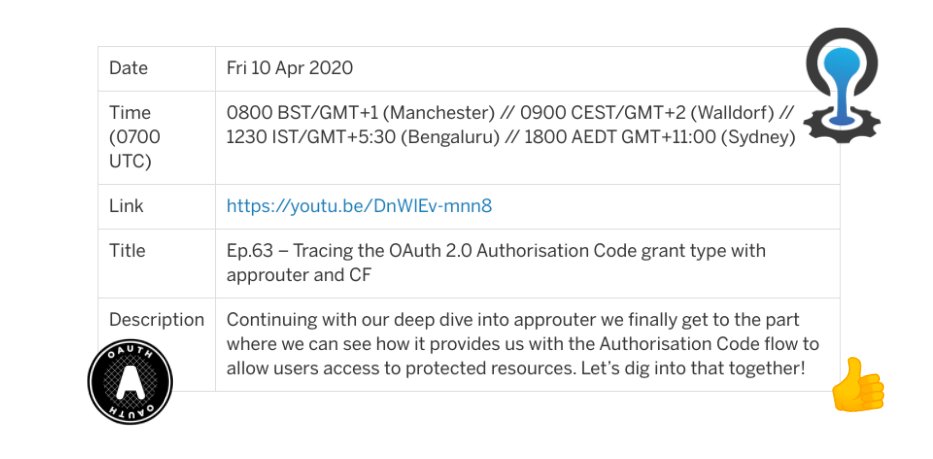 Date
Fri 10 Apr 2020
Time
(0700
UTC)
0800 BST/GMT+1 (Manchester) // 0900 CEST/GMT+2 (Walldorf) //
1230 IST/GMT+5:30 (Bengaluru) // 1800 AEDT GMT+11:00 (Sydney)
Link
https://youtu.be/DnWlEv-mnn8
Title
Ep.63 – Tracing the OAuth 2.0 Authorisation Code grant type with
approuter and CF
Description
Continuing with our deep dive into approuter we finally get to the part
where we can see how it provides us with the Authorisation Code flow to
allow users access to protected resources. Let’s dig into that together!
OAUTH
A
OAUTH